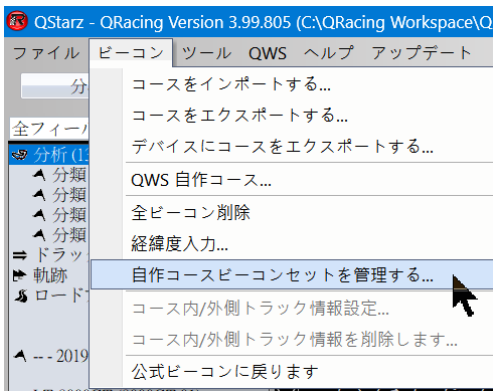 QStarz - QRacing Version 3.99.805 (C:\QRacing Workspace\Q
ファイル ビーコン ツール QWS ヘルプ アップデート
分
コースをインポートする...
コースをエクスポートする...
全フィール
デバイスにコースをエクスポートする...
分析 (13
分類
QWS 自作コース...
分類
分類
全ビーコン削除
分類
経緯度入力...
ドラッ
軌跡
自作コースビーコンセットを管理する...
ロード
コース内/外側トラック情報設定...
コース内/外側トラック情報を削除します...
--- 2019
公式ビーコンに戻ります